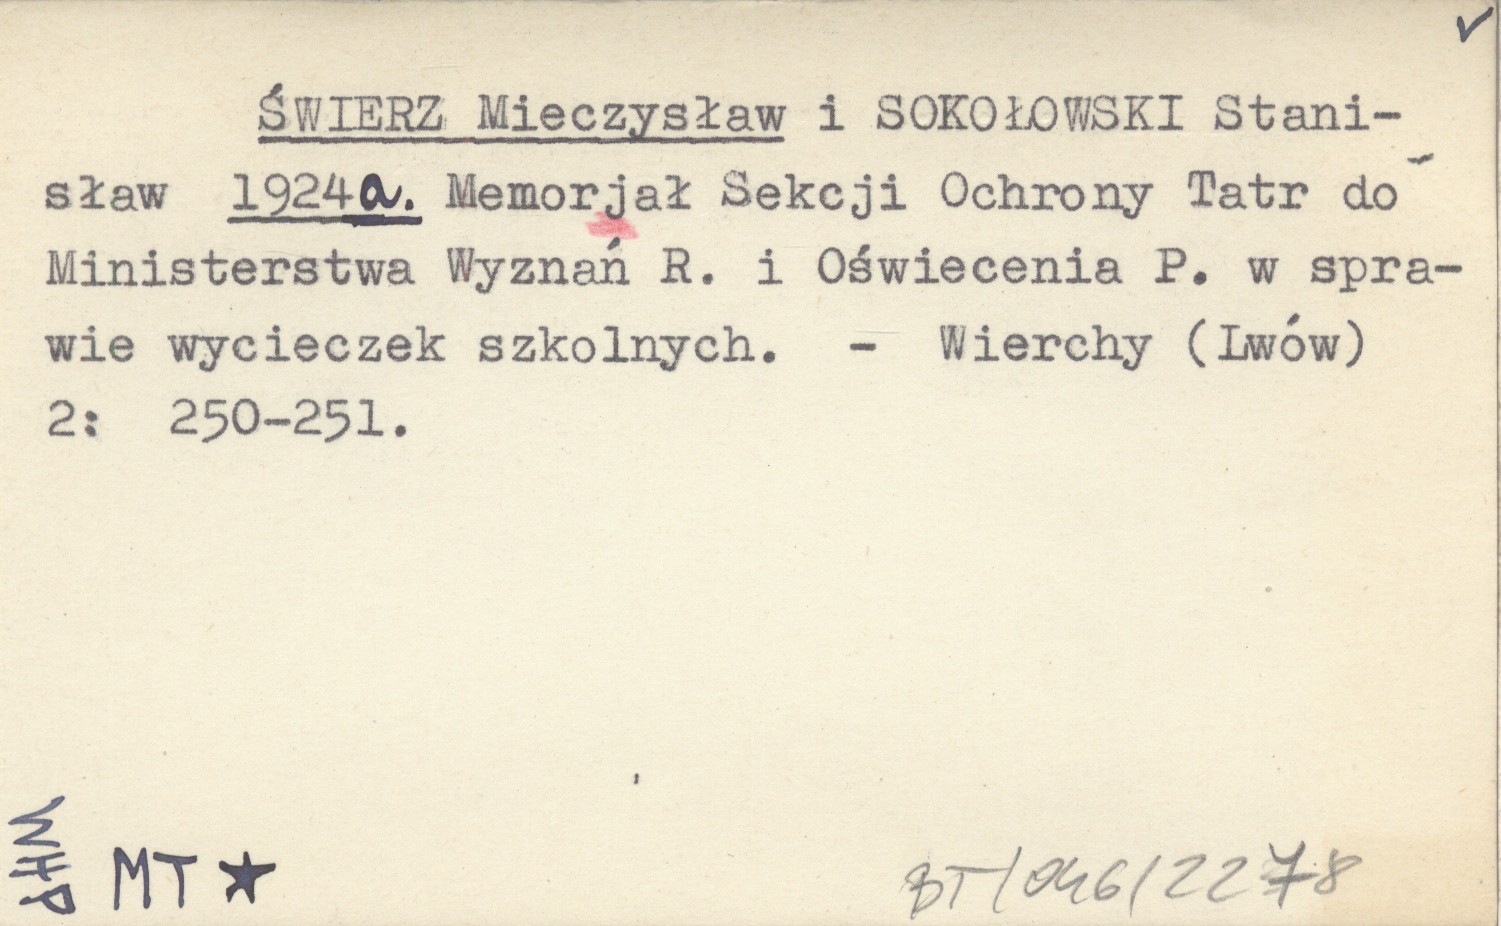 ŚWIERZ Mieczysław i SOKOŁOWSKI Stani-
sław 1924a. Memorjał Sekcji Ochrony Tatr do
Ministerstwa Wyznań R. i Oświecenia P. w spra-
wie wycieczek szkolnych. - Wierchy (Lwów)
2: 250-251.
WHP
MT ★
BT/046/2278